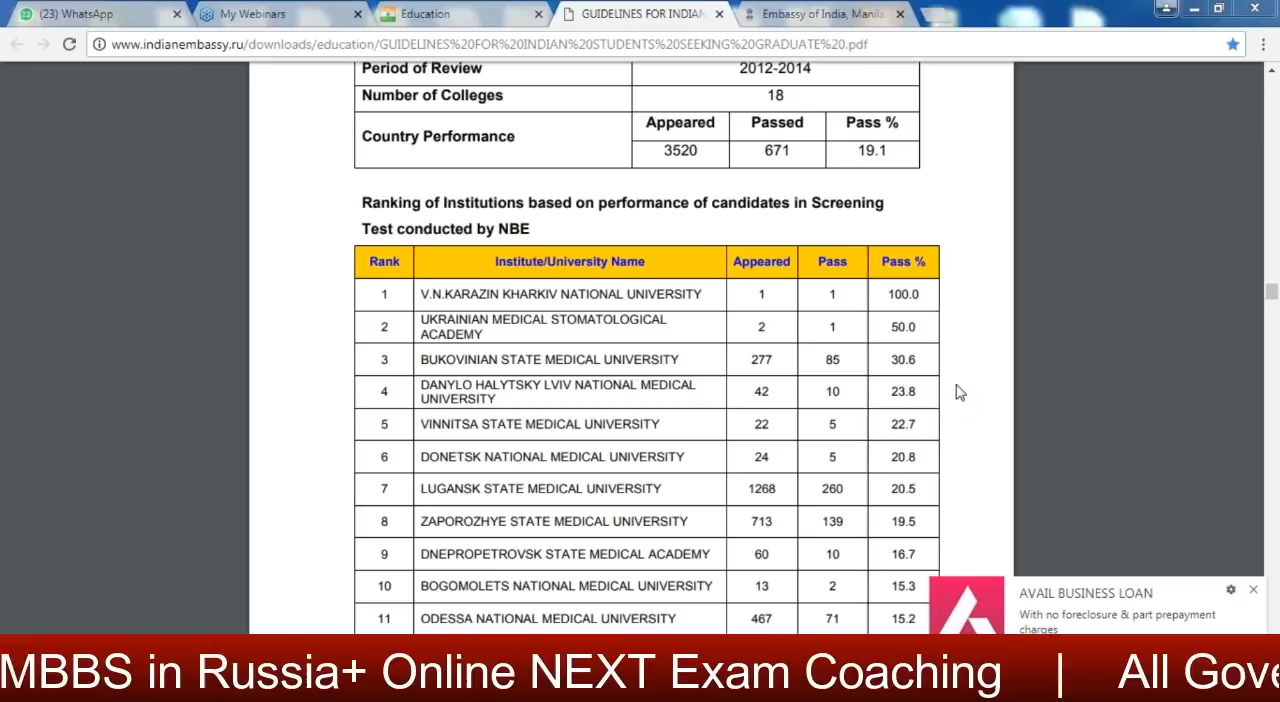 (23) WhatsApp
My Webinars
Education
GUIDELINES FOR INDIAN
Embassy of India, Manila
www.indianembassy.ru/downloads/education/GUIDELINES%20FOR%20INDIAN%20STUDENTS%20SEEKING%20GRADUATE%20.pdf
Period of Review 2012-2014
Number of Colleges 18
Appeared Passed Pass %
Country Performance
3520 671 19.1
Ranking of Institutions based on performance of candidates in Screening
Test conducted by NBE
Rank Institute/University Name Appeared Pass Pass %
1 V.N.KARAZIN KHARKIV NATIONAL UNIVERSITY 1 1 100.0
2 UKRAINIAN MEDICAL STOMATOLOGICAL
ACADEMY 2 1 50.0
3 BUKOVINIAN STATE MEDICAL UNIVERSITY 277 85 30.6
4 DANYLO HALYTSKY LVIV NATIONAL MEDICAL
UNIVERSITY 42 10 23.8
5 VINNITSA STATE MEDICAL UNIVERSITY 22 5 22.7
6 DONETSK NATIONAL MEDICAL UNIVERSITY 24 5 20.8
7 LUGANSK STATE MEDICAL UNIVERSITY 1268 260 20.5
8 ZAPOROZHYE STATE MEDICAL UNIVERSITY 713 139 19.5
9 DNEPROPETROVSK STATE MEDICAL ACADEMY 60 10 16.7
10 BOGOMOLETS NATIONAL MEDICAL UNIVERSITY 13 2 15.3
11 ODESSA NATIONAL MEDICAL UNIVERSITY 467 71 15.2
AVAIL BUSINESS LOAN
With no foreclosure & part prepayment
charges
MBBS in Russia+ Online NEXT Exam Coaching | All Gove